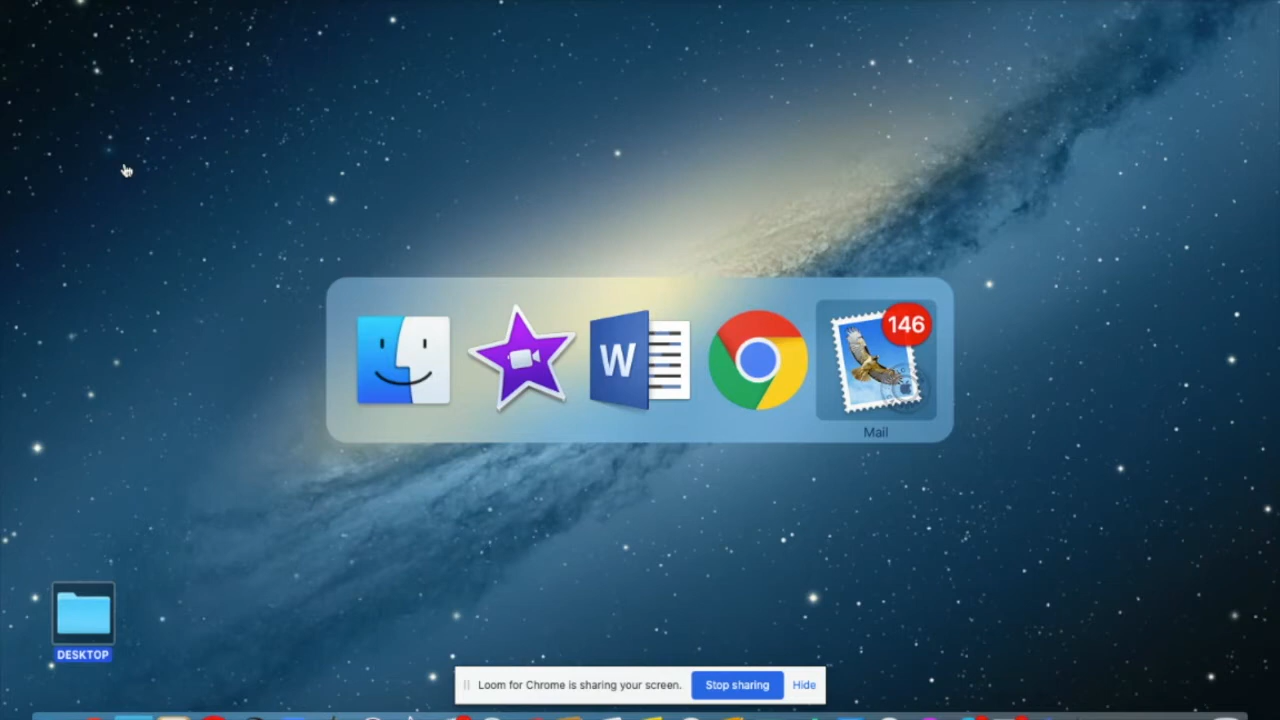 W
146
Mail
DESKTOP
Loom for Chrome is sharing your screen. Stop sharing Hide